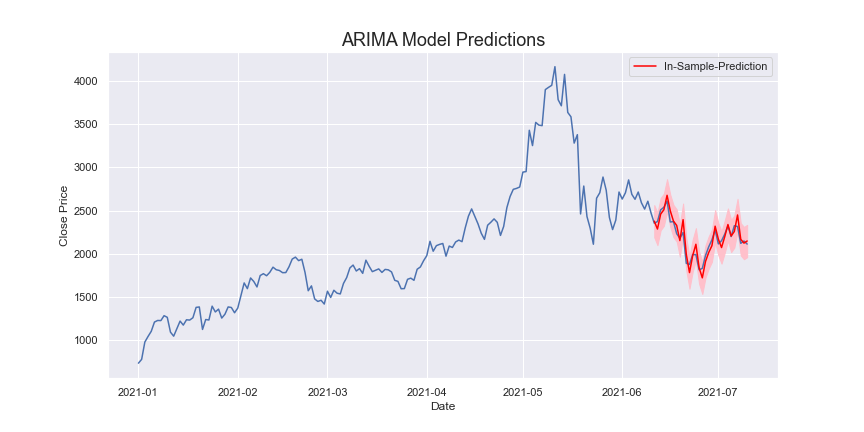 ARIMA Model Predictions
In-Sample-Prediction
4000
3500
3000
2500
2000
1500
1000
Close Price
2021-01 2021-02 2021-03 2021-04 2021-05 2021-06 2021-07
Date